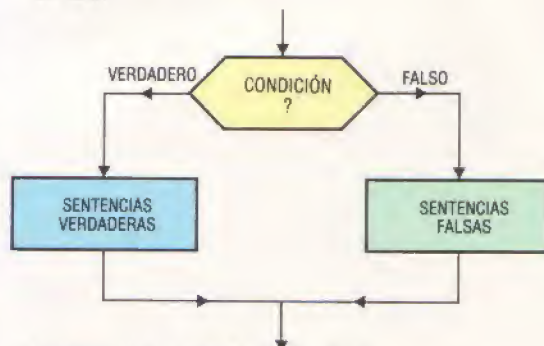 VERDADERO
CONDICIÓN
?
FALSO
SENTENCIAS
VERDADERAS
SENTENCIAS
FALSAS